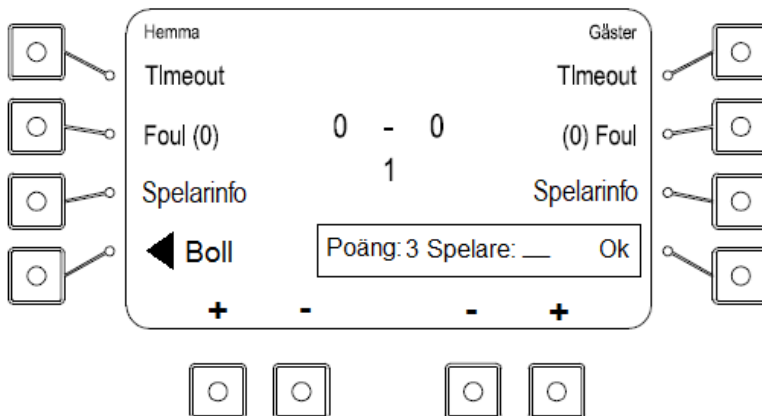 Hemma Gäster
TImeout TImeout
Foul (0) 0 - 0 (0) Foul
1
Spelarinfo Spelarinfo
Boll Poäng: 3 Spelare: __ Ok
+ - - +